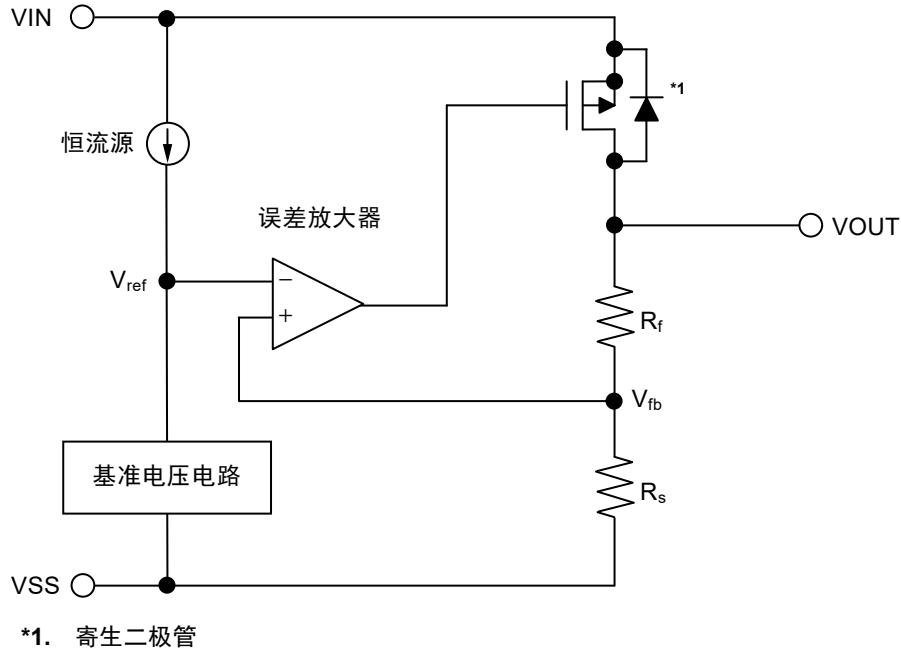 VIN
*1
恒流源
误差放大器
VOUT
Vref
−
+
Rf
Vfb
基准电压电路
Rs
VSS
*1. 寄生二极管